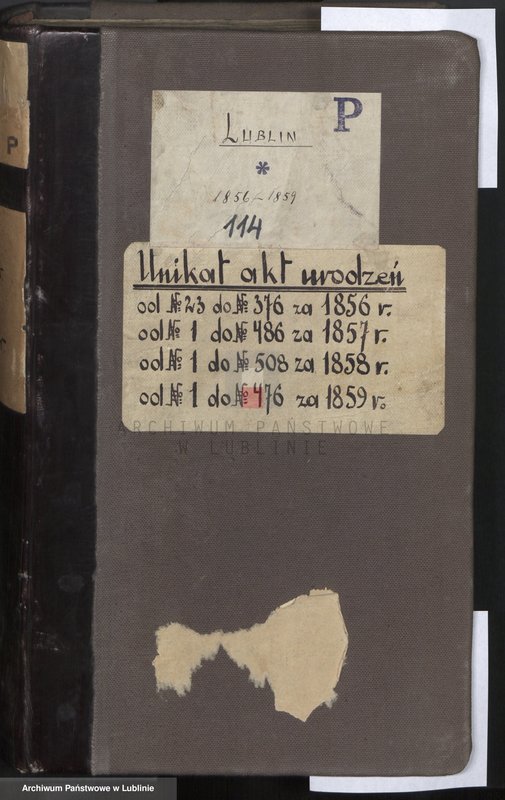 P
P
LUBLIN
*
1856-1859
114
Unikat akt urodzeń
od № 23 do № 376 za 1856 r.
od № 1 do № 486 za 1857 r.
od № 1 do № 508 za 1858 r.
od № 1 do № 476 za 1859 r.
ARCHIWUM PAŃSTWOWE
W LUBLINIE
Archiwum Państwowe w Lublinie